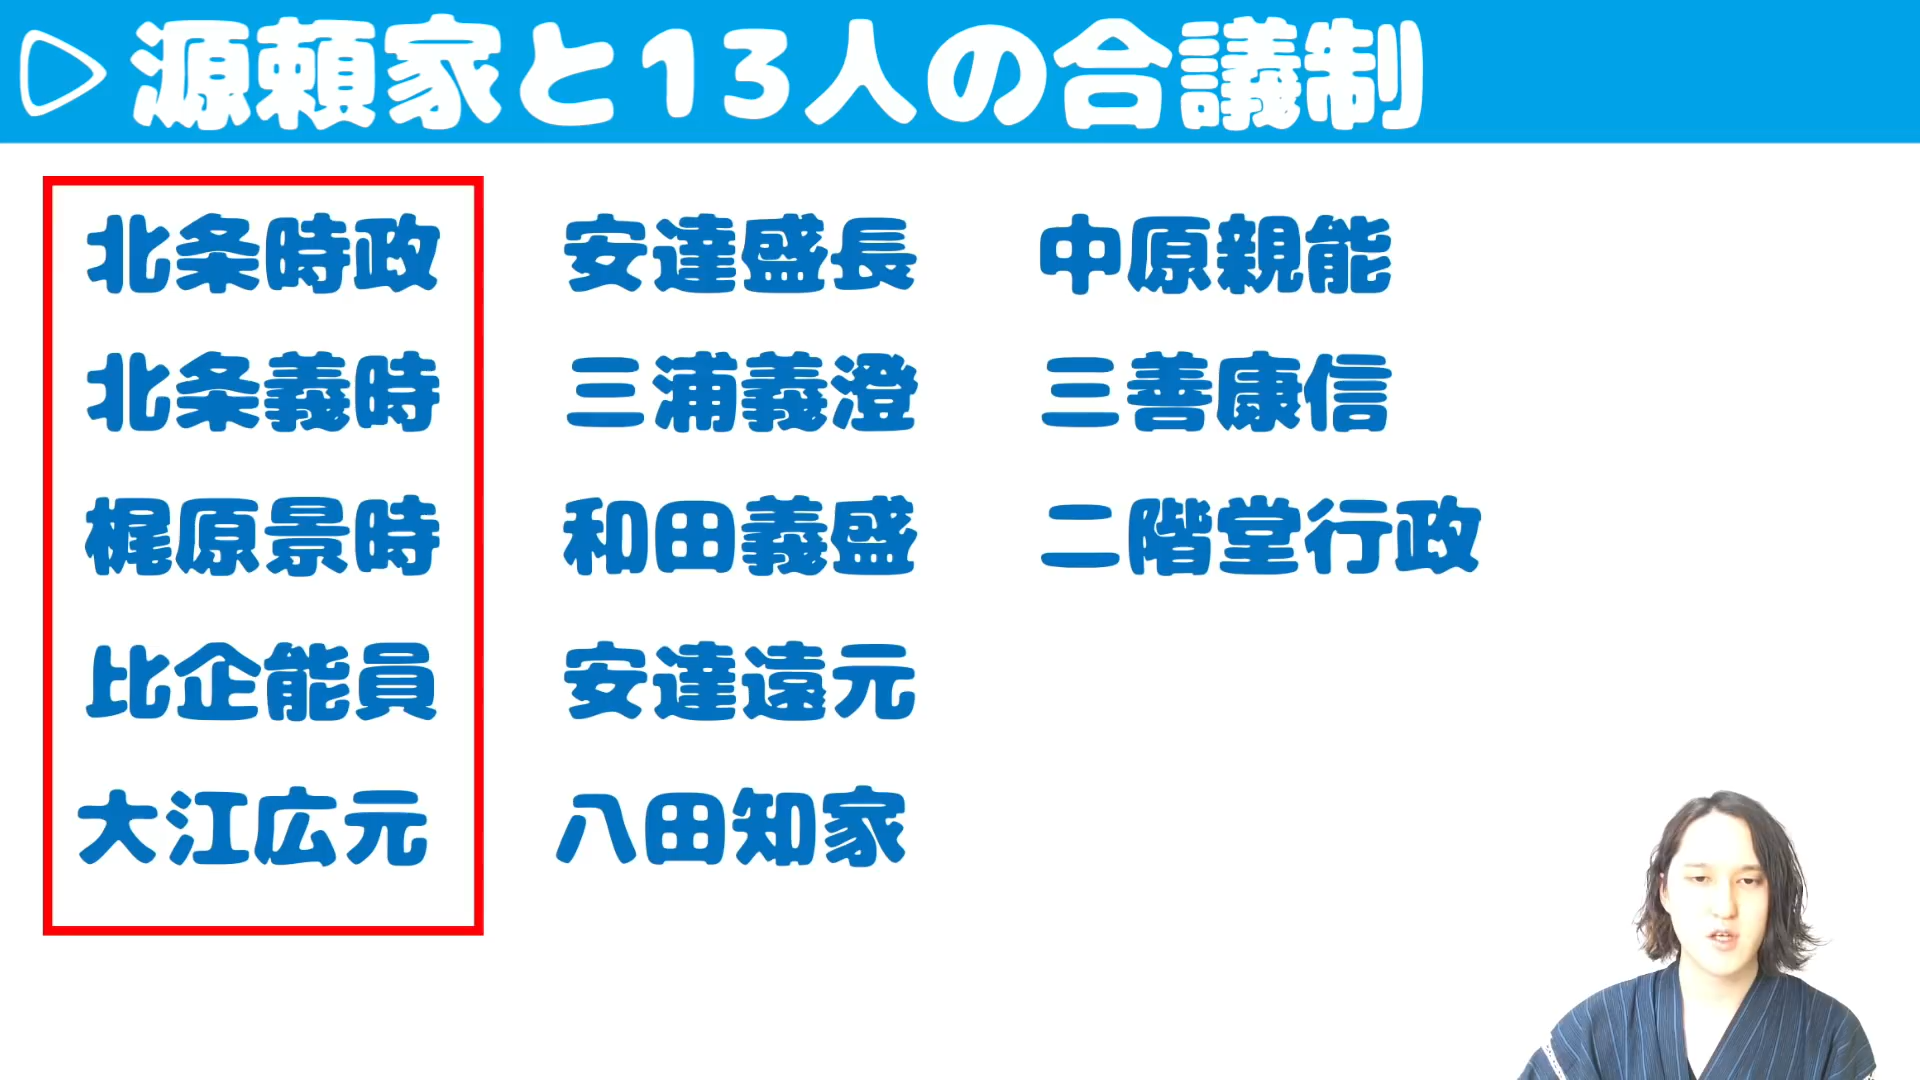 源頼家と13人の合議制
北条時政
北条義時
梶原景時
比企能員
大江広元
安達盛長
三浦義澄
和田義盛
安達遠元
八田知家
中原親能
三善康信
二階堂行政